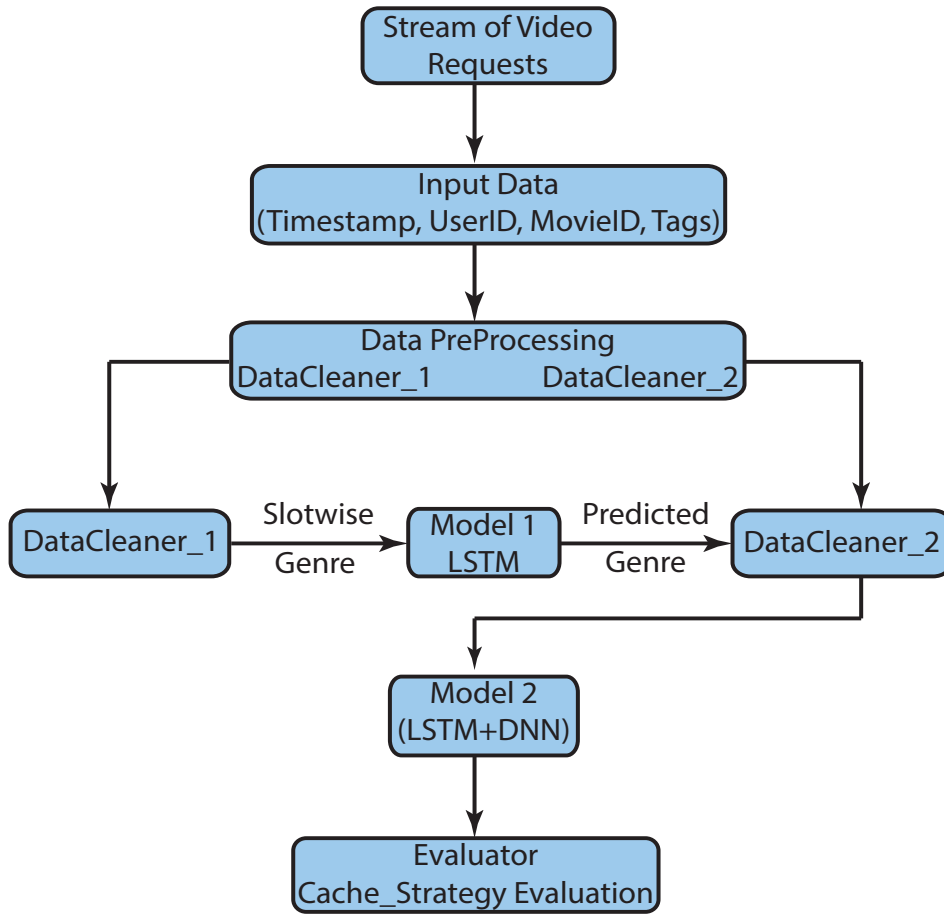 Stream of Video
Requests
Input Data
(Timestamp, UserID, MovieID, Tags)
Data PreProcessing
DataCleaner_1 DataCleaner_2
DataCleaner_1
Slotwise
Genre
Model 1
LSTM
Predicted
Genre
DataCleaner_2
Model 2
(LSTM+DNN)
Evaluator
Cache_Strategy Evaluation